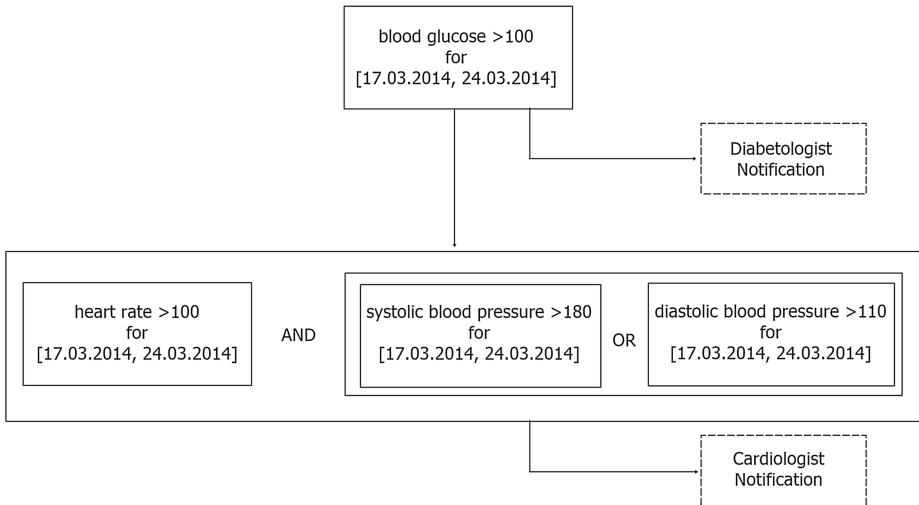 blood glucose >100
for
[17.03.2014, 24.03.2014]
Diabetologist
Notification
heart rate >100
for
[17.03.2014, 24.03.2014]
AND
systolic blood pressure >180
for
[17.03.2014, 24.03.2014]
OR
diastolic blood pressure >110
for
[17.03.2014, 24.03.2014]
Cardiologist
Notification